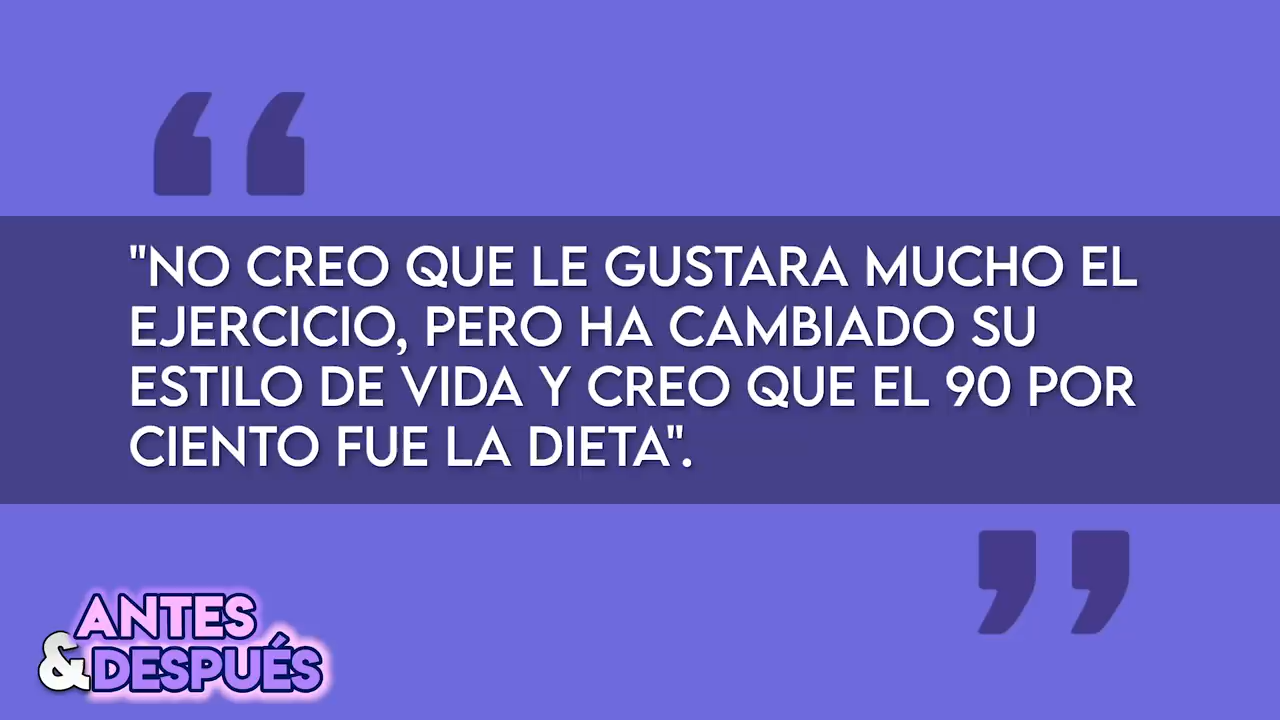 "NO CREO QUE LE GUSTARA MUCHO EL
EJERCICIO, PERO HA CAMBIADO SU
ESTILO DE VIDA Y CREO QUE EL 90 POR
CIENTO FUE LA DIETA".
ANTES
&DESPUÉS